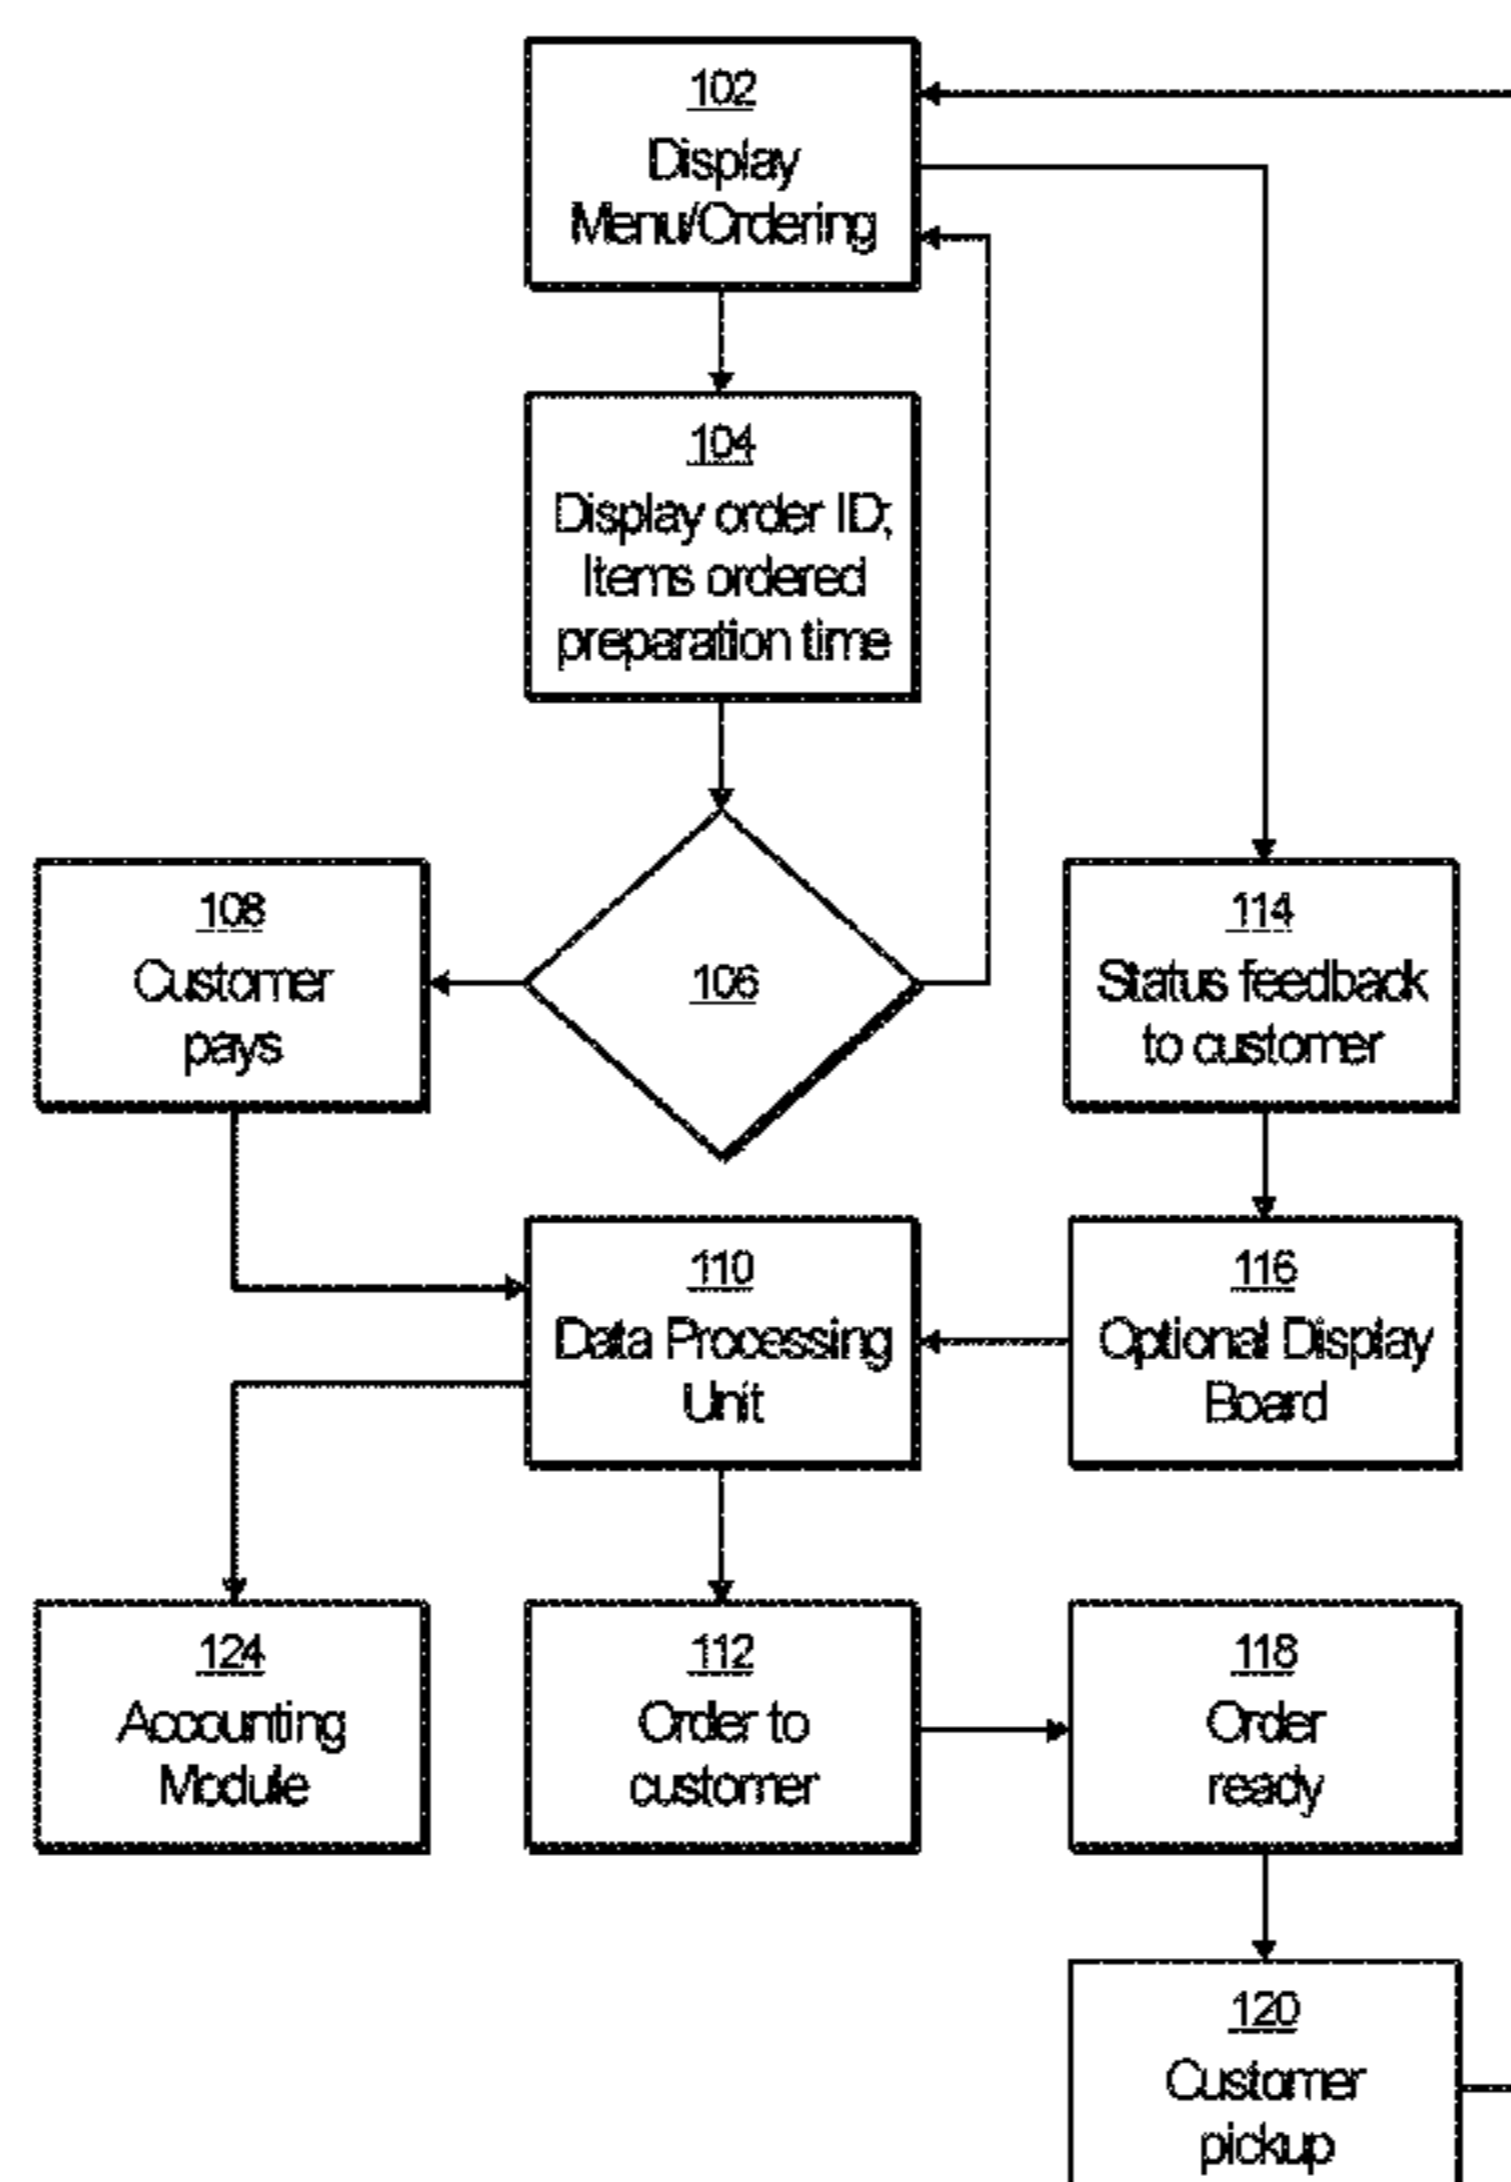 102
Display
Menu/Ordering
104
Display order ID;
Items ordered
preparation time
108
Customer
pays
106
114
Status feedback
to customer
110
Data Processing
Unit
116
Optional Display
Board
124
Accounting
Module
112
Order to
customer
118
Order
ready
120
Customer
pickup